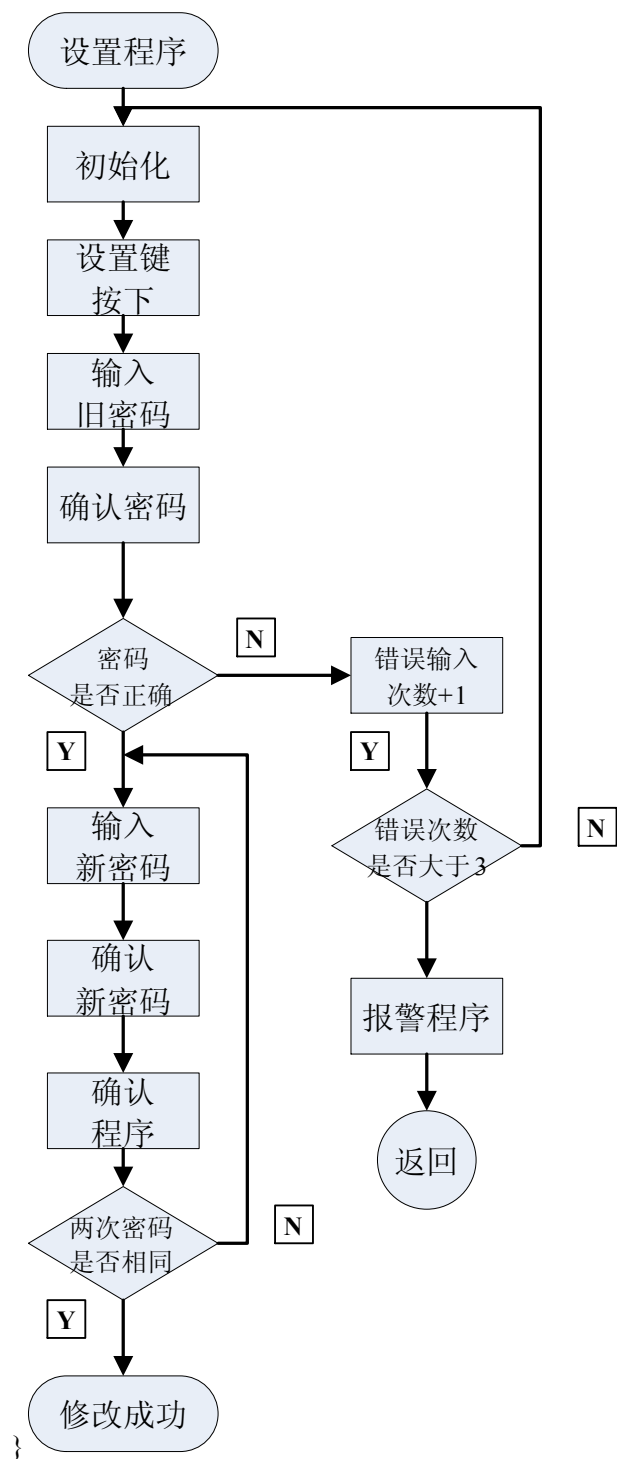 设置程序
初始化
设置键
按下
输入
旧密码
确认密码
密码
是否正确
N
错误输入
次数+1
Y
Y
输入
新密码
错误次数
是否大于3
N
确认
新密码
报警程序
确认
程序
返回
两次密码
是否相同
N
Y
修改成功
}